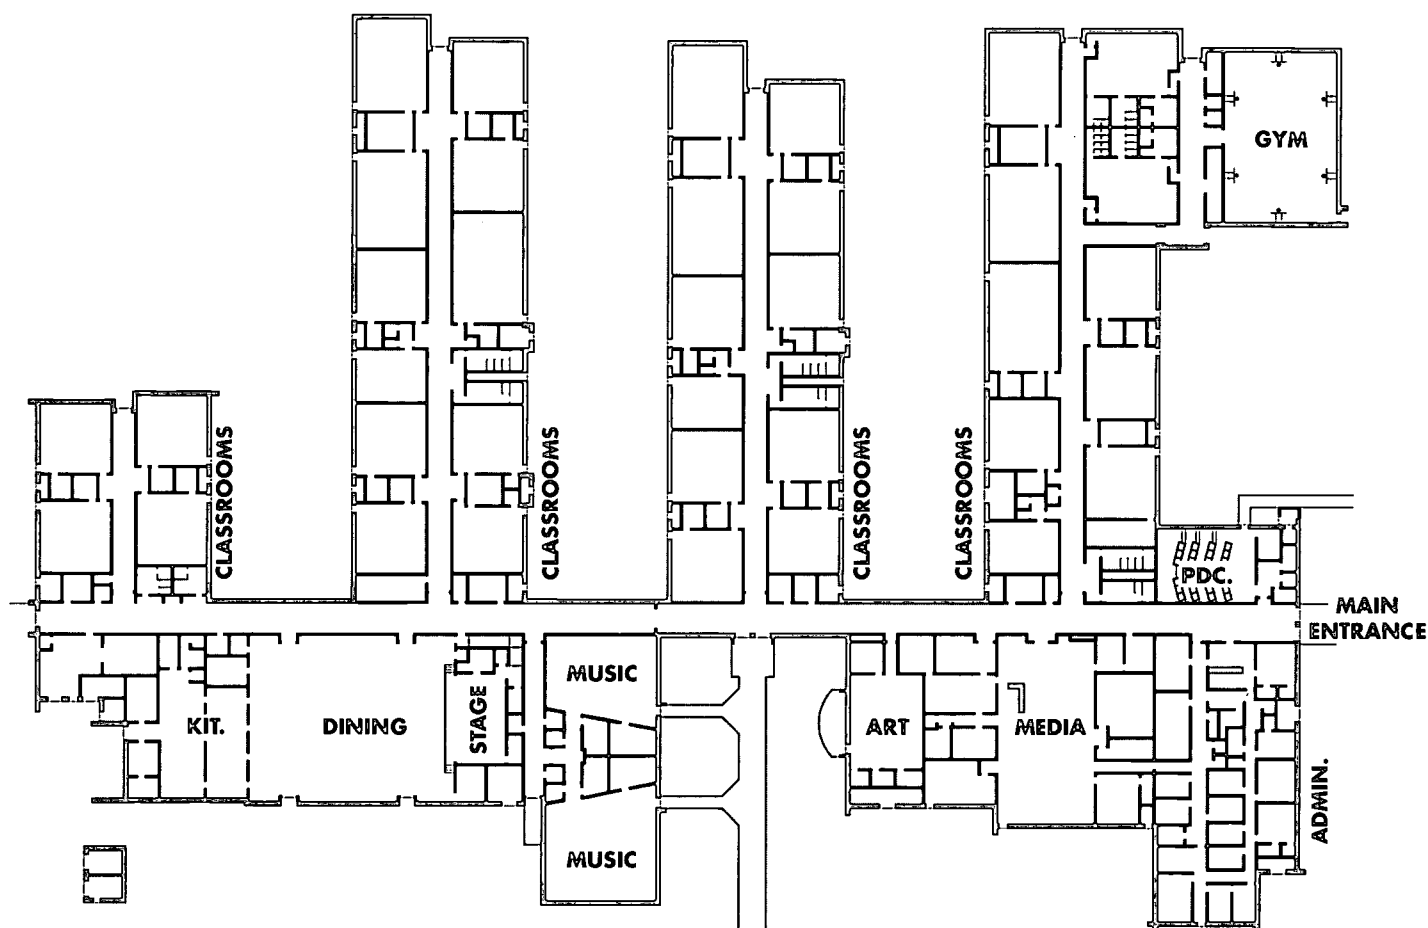 GYM
CLASSROOMS
CLASSROOMS
CLASSROOMS
CLASSROOMS
PDC.
MAIN
ENTRANCE
MUSIC
KIT.
DINING
STAGE
ART
MEDIA
ADMIN.
MUSIC